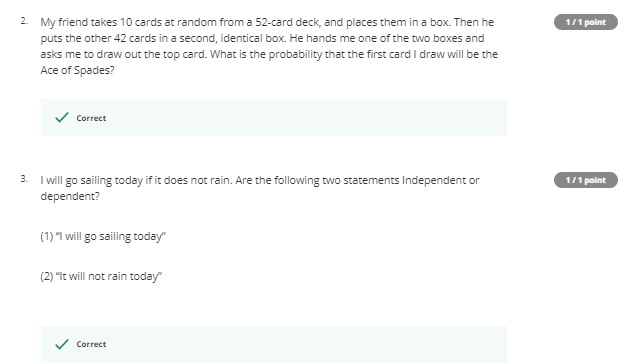 2. My friend takes 10 cards at random from a 52-card deck, and places them in a box. Then he
1 / 1 point
puts the other 42 cards in a second, identical box. He hands me one of the two boxes and
asks me to draw out the top card. What is the probability that the first card I draw will be the
Ace of Spades?
Correct
3. I will go sailing today if it does not rain. Are the following two statements Independent or
1 / 1 point
dependent?
(1) "I will go sailing today"
(2) "It will not rain today"
Correct